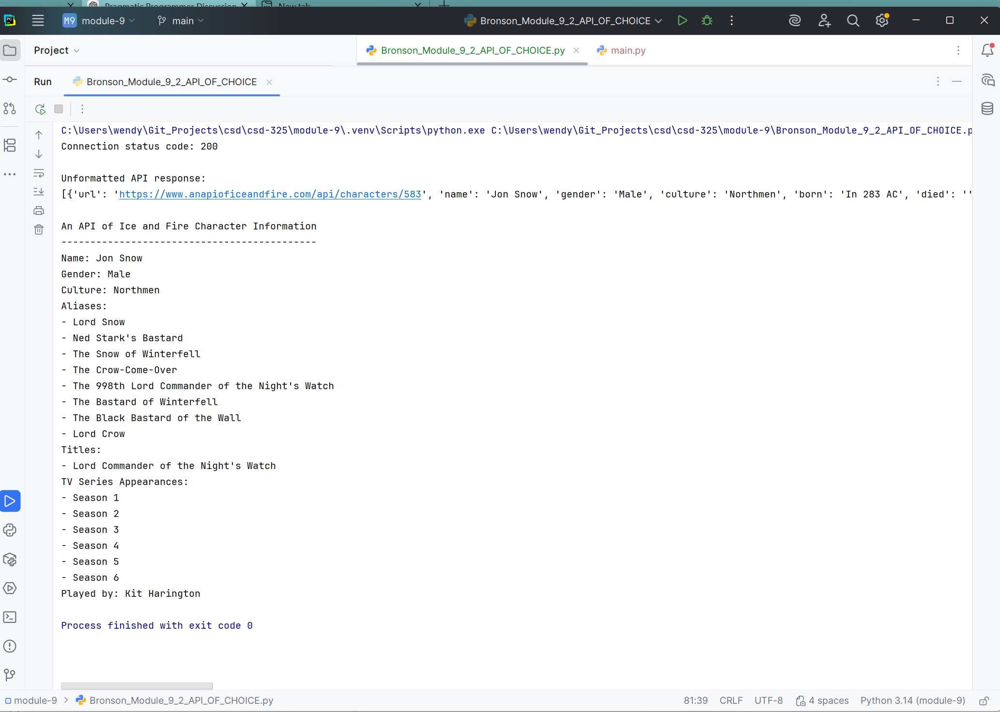 Pragmatic Programmer Discussion
New tab
M9 module-9
main
Bronson_Module_9_2_API_OF_CHOICE
Project
Bronson_Module_9_2_API_OF_CHOICE.py
main.py
Run
Bronson_Module_9_2_API_OF_CHOICE
C:\Users\wendy\Git_Projects\csd\csd-325\module-9\.venv\Scripts\python.exe C:\Users\wendy\Git_Projects\csd\csd-325\module-9\Bronson_Module_9_2_API_OF_CHOICE.p
Connection status code: 200
Unformatted API response:
[{'url': 'https://www.anapioficeandfire.com/api/characters/583', 'name': 'Jon Snow', 'gender': 'Male', 'culture': 'Northmen', 'born': 'In 283 AC', 'died': ''
An API of Ice and Fire Character Information
--------------------------------------------
Name: Jon Snow
Gender: Male
Culture: Northmen
Aliases:
- Lord Snow
- Ned Stark's Bastard
- The Snow of Winterfell
- The Crow-Come-Over
- The 998th Lord Commander of the Night's Watch
- The Bastard of Winterfell
- The Black Bastard of the Wall
- Lord Crow
Titles:
- Lord Commander of the Night's Watch
TV Series Appearances:
- Season 1
- Season 2
- Season 3
- Season 4
- Season 5
- Season 6
Played by: Kit Harington
Process finished with exit code 0
module-9 > Bronson_Module_9_2_API_OF_CHOICE.py
81:39 CRLF UTF-8 4 spaces Python 3.14 (module-9)